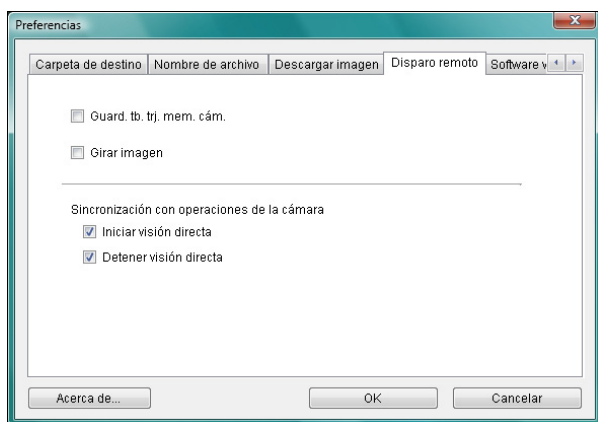 Preferencias
Carpeta de destino Nombre de archivo Descargar imagen Disparo remoto Software
Guard. tb. trj. mem. cám.
Girar imagen
Sincronización con operaciones de la cámara
Iniciar visión directa
Detener visión directa
Acerca de... OK Cancelar